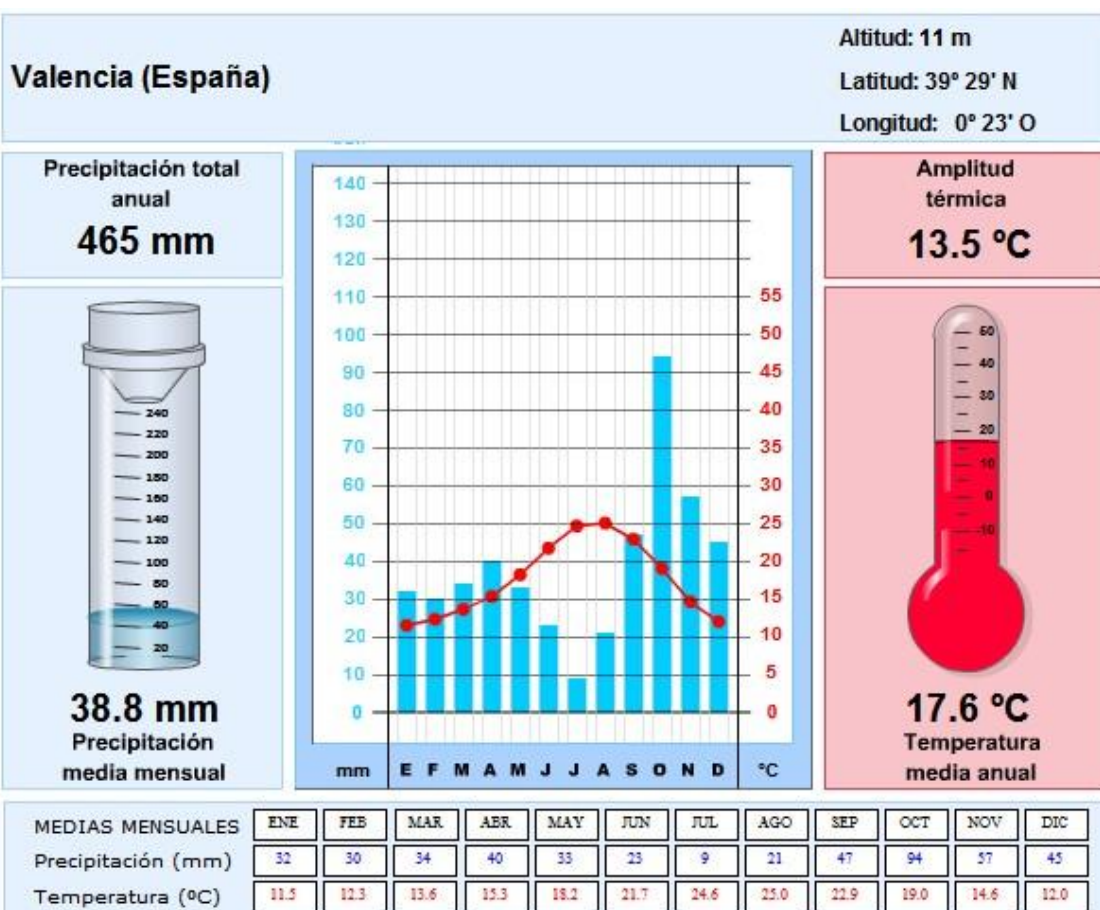 Valencia (España)
Altitud: 11 m
Latitud: 39º 29' N
Longitud: 0º 23' O
Precipitación total
anual
465 mm
240
220
200
180
160
140
120
100
80
60
40
20
38.8 mm
Precipitación
media mensual
140
130
120
110
100
90
80
70
60
50
40
30
20
10
0
55
50
45
40
35
30
25
20
15
10
5
0
mm E F M A M J J A S O N D ºC
Amplitud
térmica
13.5 ºC
50
40
30
20
10
0
-10
17.6 ºC
Temperatura
media anual
MEDIAS MENSUALES ENE FEB MAR ABR MAY JUN JUL AGO SEP OCT NOV DIC
Precipitación (mm) 32 30 34 40 33 23 9 21 47 94 57 45
Temperatura (ºC) 11.5 12.3 13.6 15.3 18.2 21.7 24.6 25.0 22.9 19.0 14.6 12.0